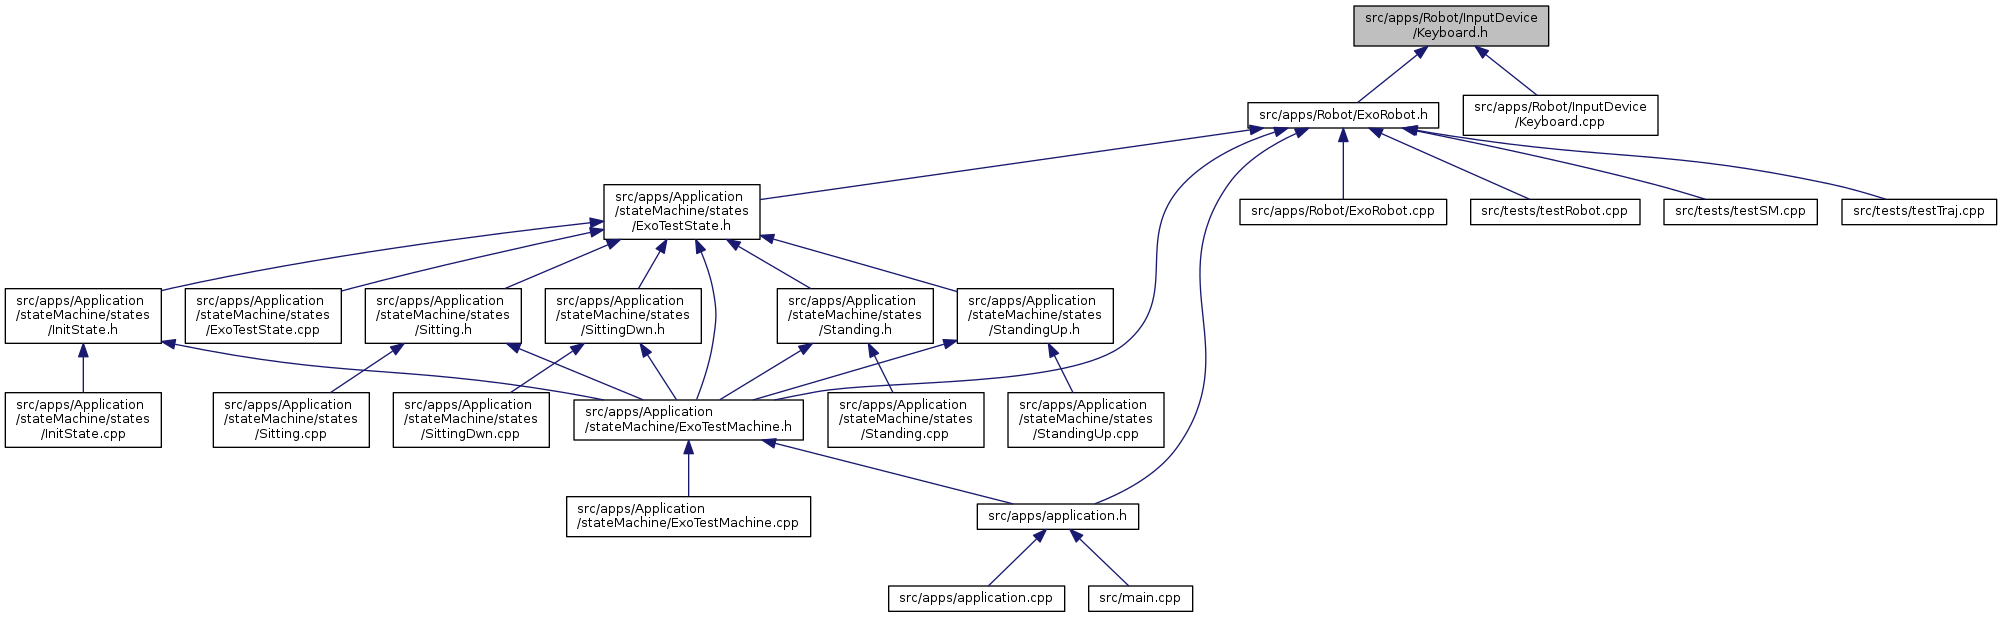 src/apps/Robot/InputDevice
/Keyboard.h
src/apps/Robot/ExoRobot.h
src/apps/Robot/InputDevice
/Keyboard.cpp
src/apps/Application
/stateMachine/states
/ExoTestState.h
src/apps/Robot/ExoRobot.cpp
src/tests/testRobot.cpp
src/tests/testSM.cpp
src/tests/testTraj.cpp
src/apps/Application
/stateMachine/states
/InitState.h
src/apps/Application
/stateMachine/states
/ExoTestState.cpp
src/apps/Application
/stateMachine/states
/Sitting.h
src/apps/Application
/stateMachine/states
/SittingDwn.h
src/apps/Application
/stateMachine/states
/Standing.h
src/apps/Application
/stateMachine/states
/StandingUp.h
src/apps/Application
/stateMachine/states
/InitState.cpp
src/apps/Application
/stateMachine/states
/Sitting.cpp
src/apps/Application
/stateMachine/states
/SittingDwn.cpp
src/apps/Application
/stateMachine/ExoTestMachine.h
src/apps/Application
/stateMachine/states
/Standing.cpp
src/apps/Application
/stateMachine/states
/StandingUp.cpp
src/apps/Application
/stateMachine/ExoTestMachine.cpp
src/apps/application.h
src/apps/application.cpp
src/main.cpp